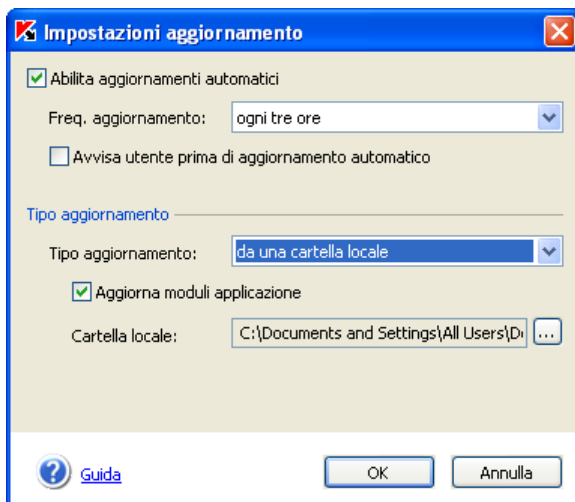 Impostazioni aggiornamento
Abilita aggiornamenti automatici
Freq. aggiornamento: ogni tre ore
Avvisa utente prima di aggiornamento automatico
Tipo aggiornamento
Tipo aggiornamento: da una cartella locale
Aggiorna moduli applicazione
Cartella locale: C:\Documents and Settings\All Users\D ...
Guida OK Annulla